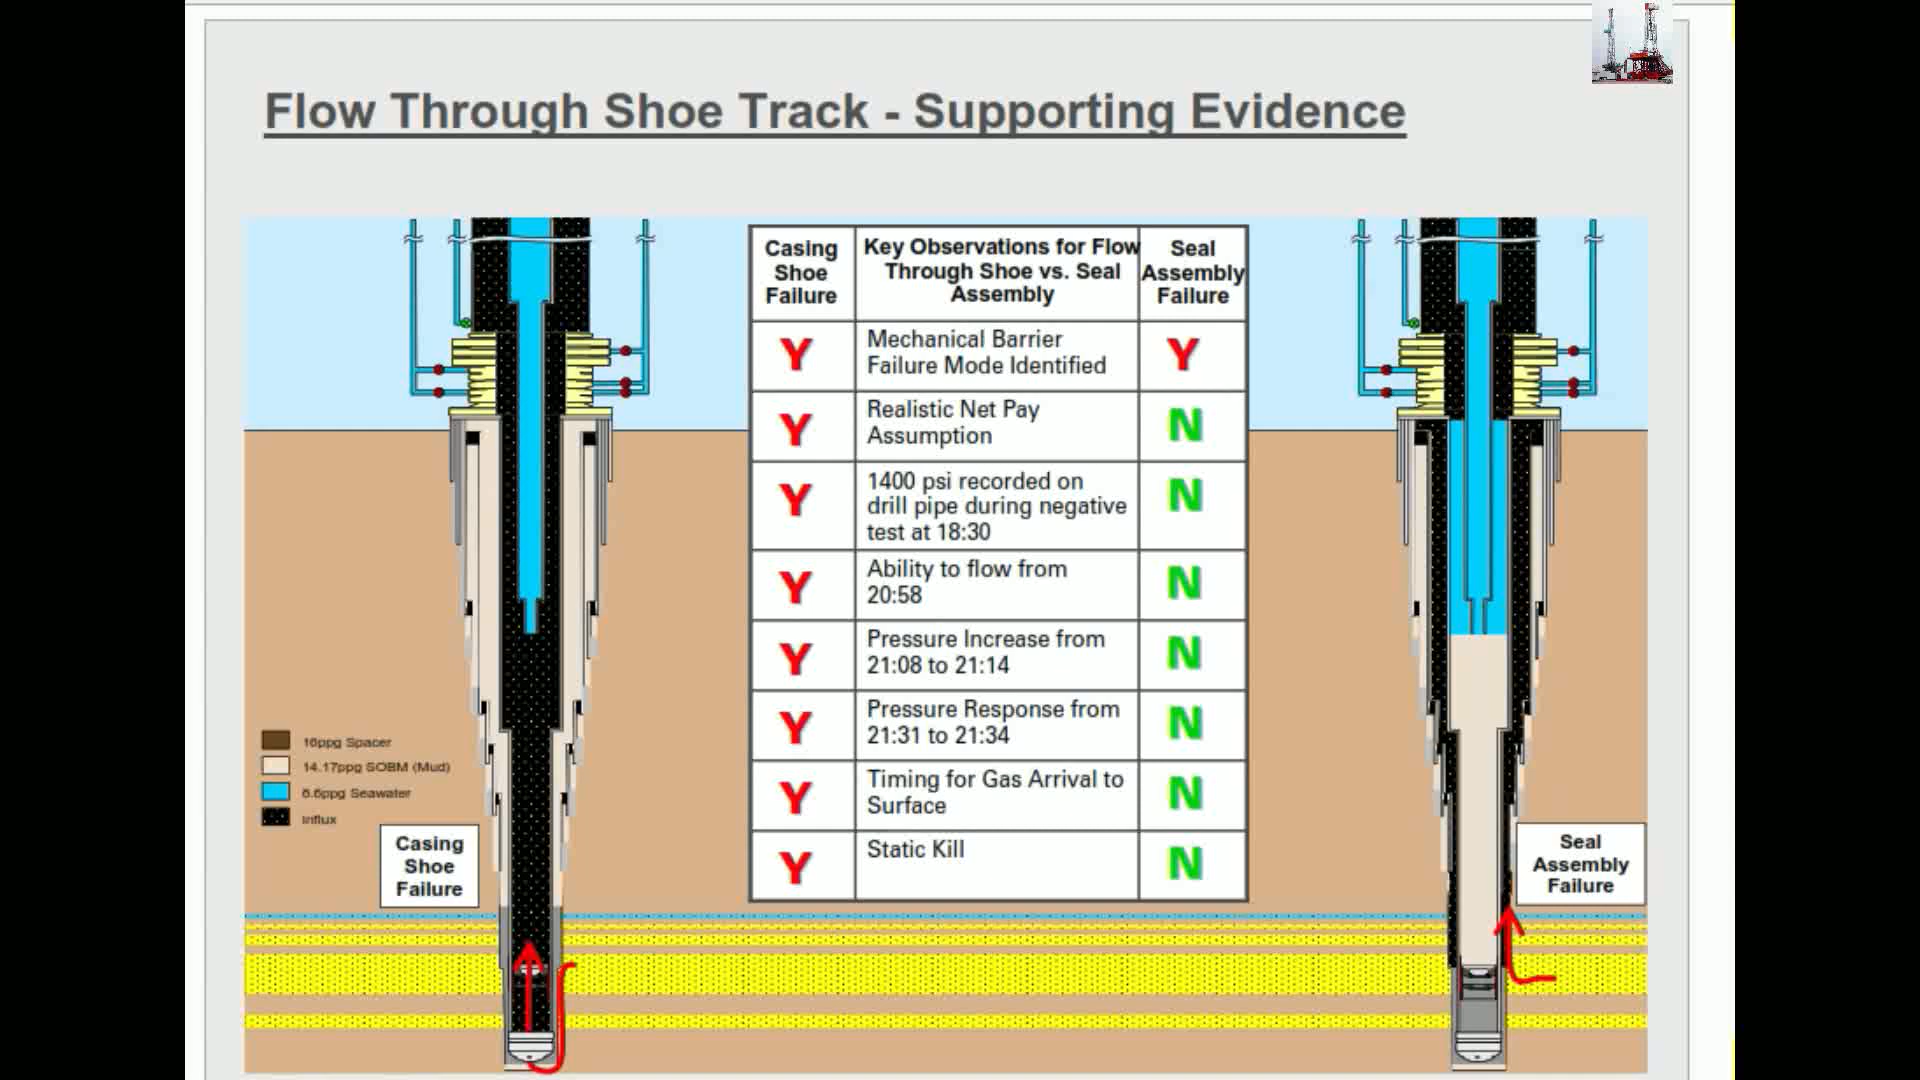 Flow Through Shoe Track - Supporting Evidence
Casing
Shoe
Failure
Key Observations for Flow
Through Shoe vs. Seal
Assembly
Seal
Assembly
Failure
Y
Mechanical Barrier
Failure Mode Identified
Y
Y
Realistic Net Pay
Assumption
N
Y
1400 psi recorded on
drill pipe during negative
test at 18:30
N
Y
Ability to flow from
20:58
N
Y
Pressure Increase from
21:08 to 21:14
N
Y
Pressure Response from
21:31 to 21:34
N
Y
Timing for Gas Arrival to
Surface
N
Y
Static Kill
N
16ppg Spacer
14.17ppg SOBM (Mud)
8.6ppg Seawater
Influx
Casing
Shoe
Failure
Seal
Assembly
Failure